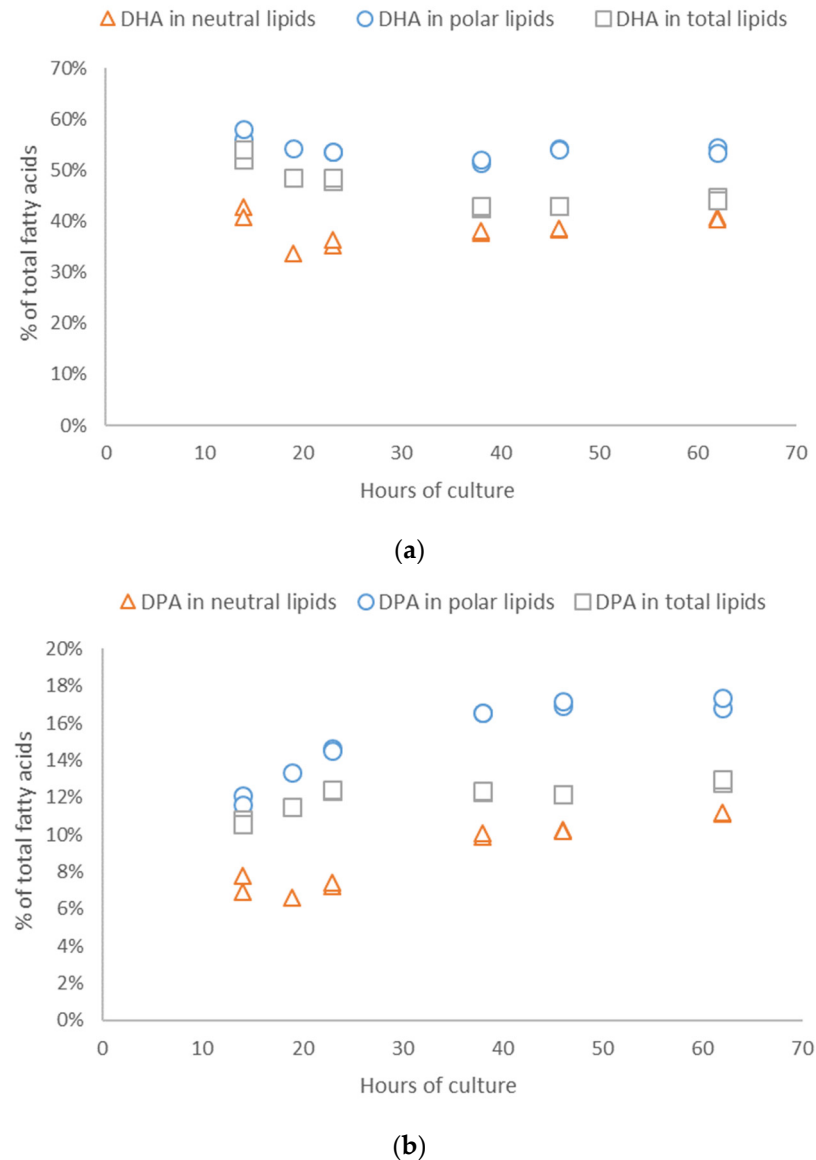 DHA in neutral lipids DHA in polar lipids DHA in total lipids
70%
60%
50%
40%
30%
20%
10%
0%
% of total fatty acids
0 10 20 30 40 50 60 70
Hours of culture
(a)
DPA in neutral lipids DPA in polar lipids DPA in total lipids
20%
18%
16%
14%
12%
10%
8%
6%
4%
2%
0%
% of total fatty acids
0 10 20 30 40 50 60 70
Hours of culture
(b)